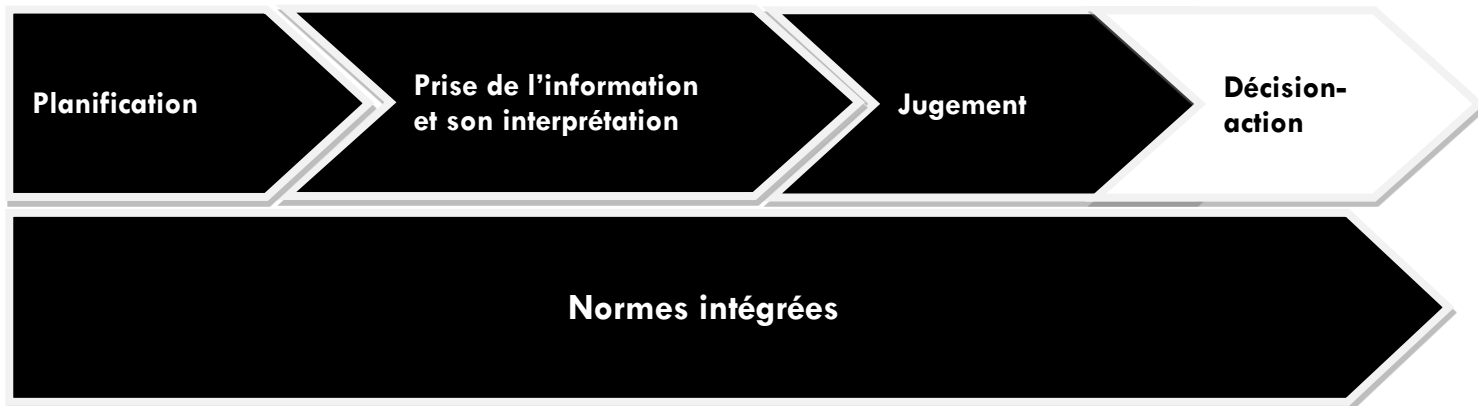 Planification
Prise de l’information
et son interprétation
Jugement
Décision-
action
Normes intégrées